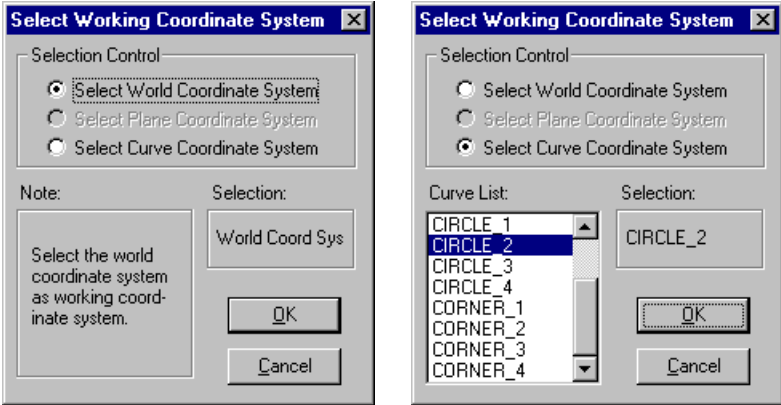 Select Working Coordinate System
Selection Control
Select World Coordinate System
Select Plane Coordinate System
Select Curve Coordinate System
Note:
Select the world
coordinate system
as working coord-
inate system.
Selection:
World Coord Sys
OK
Cancel
Select Working Coordinate System
Selection Control
Select World Coordinate System
Select Plane Coordinate System
Select Curve Coordinate System
Curve List:
CIRCLE_1
CIRCLE_2
CIRCLE_3
CIRCLE_4
CORNER_1
CORNER_2
CORNER_3
CORNER_4
Selection:
CIRCLE_2
OK
Cancel